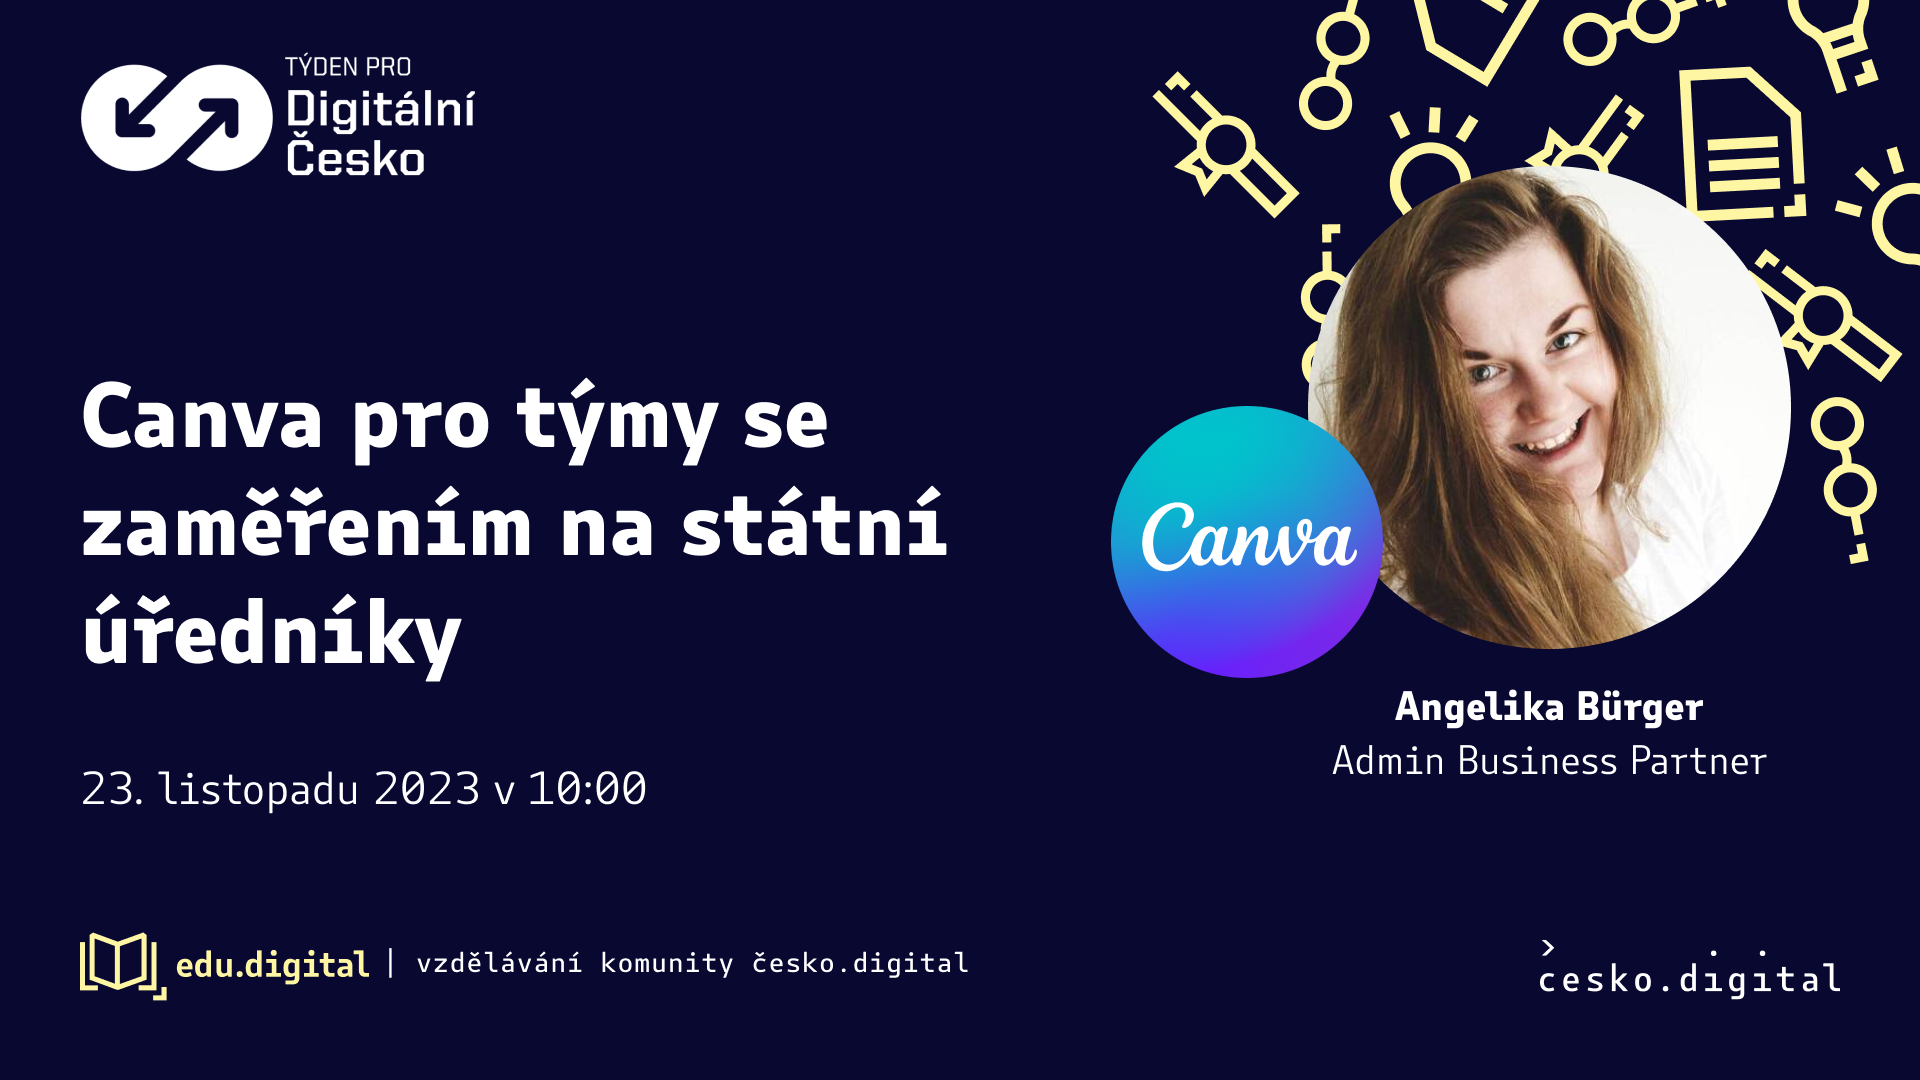 TÝDEN PRO
Digitální
Česko
Canva pro týmy se
zaměřením na státní
úředníky
23. listopadu 2023 v 10:00
Canva
Angelika Bürger
Admin Business Partner
edu.digital | vzdělávání komunity česko.digital
česko.digital